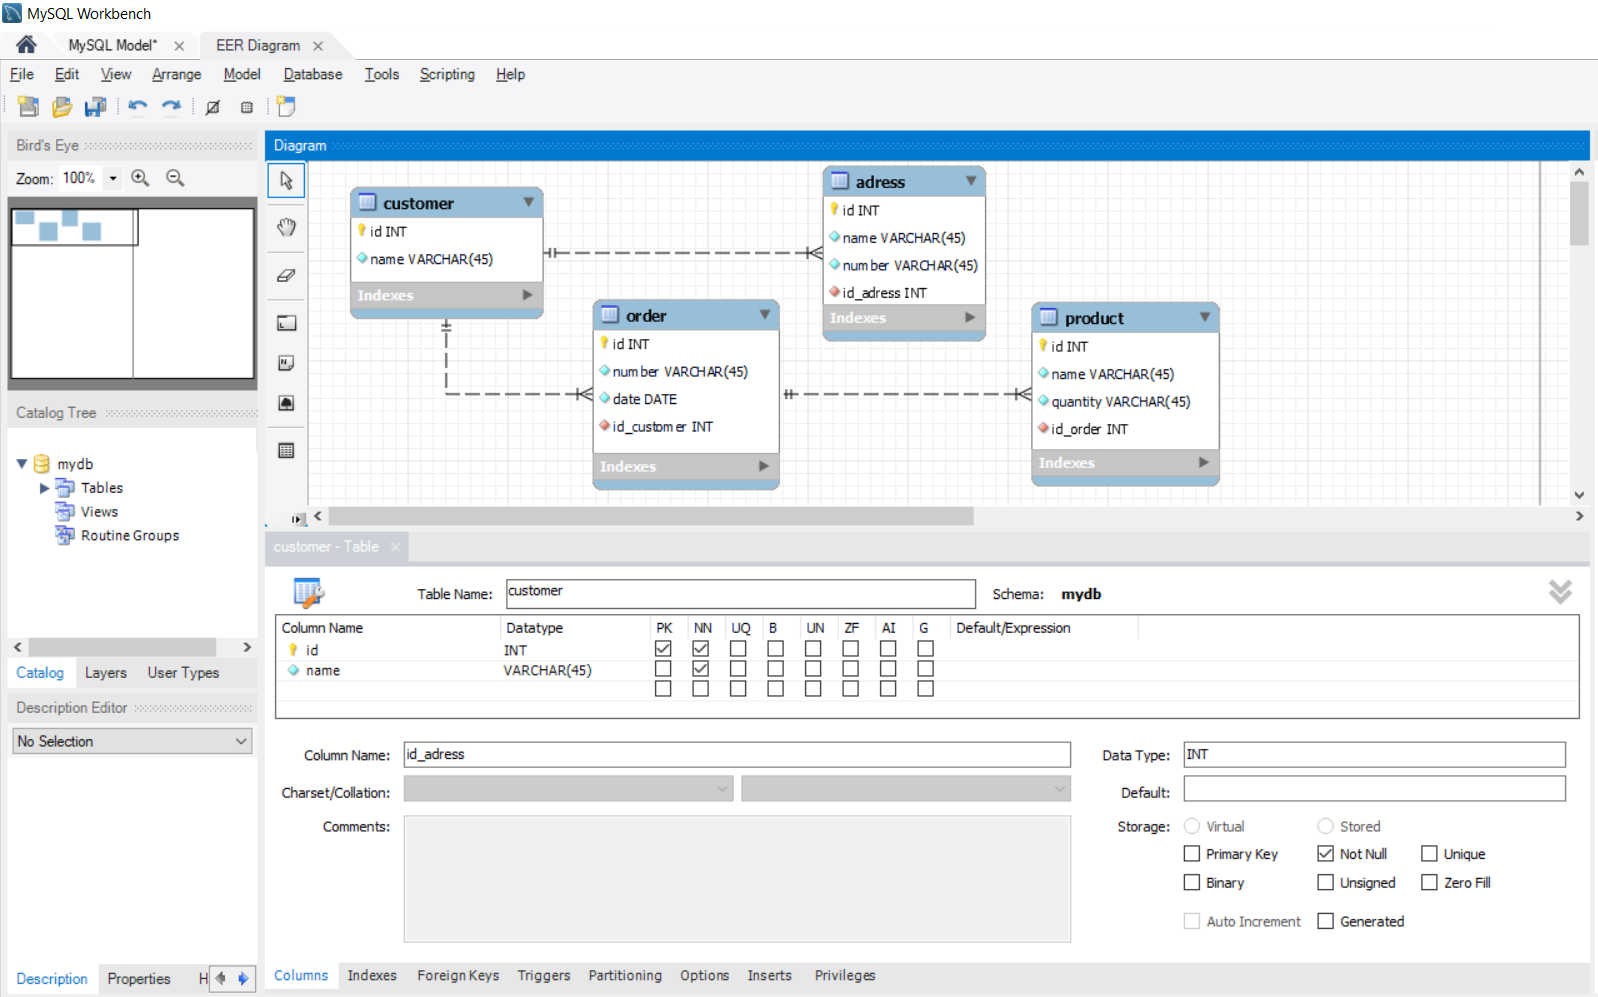 MySQL Workbench
MySQL Model*
EER Diagram
File Edit View Arrange Model Database Tools Scripting Help
Bird's Eye
Zoom: 100%
Diagram
customer
id INT
name VARCHAR(45)
Indexes
adress
id INT
name VARCHAR(45)
number VARCHAR(45)
id_adress INT
Indexes
order
id INT
number VARCHAR(45)
date DATE
id_customer INT
Indexes
product
id INT
name VARCHAR(45)
quantity VARCHAR(45)
id_order INT
Indexes
Catalog Tree
mydb
Tables
Views
Routine Groups
Catalog Layers User Types
Description Editor
No Selection
Description Properties H
customer - Table
Table Name: customer Schema: mydb
Column Name Datatype PK NN UQ B UN ZF AI G Default/Expression
id INT
name VARCHAR(45)
Column Name: id_adress Data Type: INT
Charset/Collation: Default:
Comments: Storage: Virtual Stored
Primary Key Not Null Unique
Binary Unsigned Zero Fill
Auto Increment Generated
Columns Indexes Foreign Keys Triggers Partitioning Options Inserts Privileges